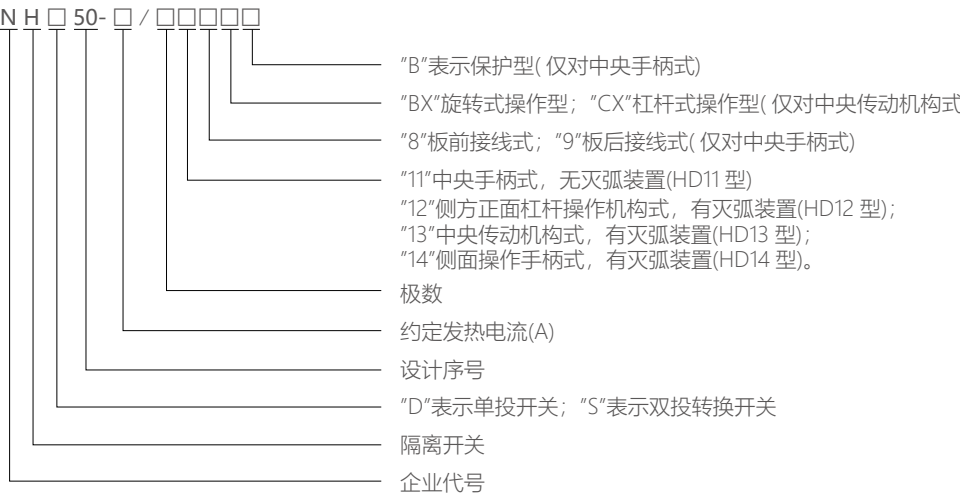 N H □ 50- □ / □□□□□
"B"表示保护型( 仅对中央手柄式)
"BX"旋转式操作型；"CX"杠杆式操作型( 仅对中央传动机构式
"8"板前接线式；"9"板后接线式( 仅对中央手柄式)
"11"中央手柄式，无灭弧装置(HD11 型)
"12"侧方正面杠杆操作机构式，有灭弧装置(HD12 型)；
"13"中央传动机构式，有灭弧装置(HD13 型)；
"14"侧面操作手柄式，有灭弧装置(HD14 型)。
极数
约定发热电流(A)
设计序号
"D"表示单投开关；"S"表示双投转换开关
隔离开关
企业代号